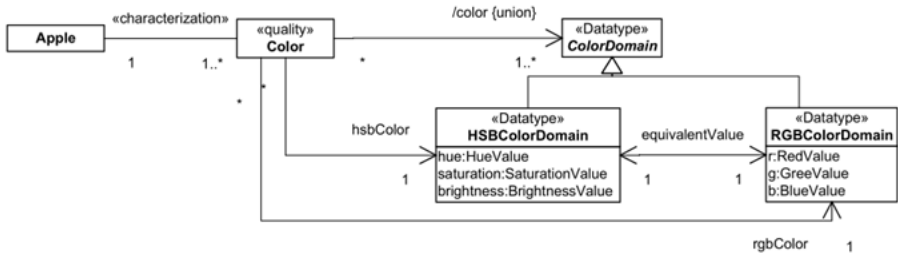 «characterization»
/color {union}
Apple
«quality»
Color
«Datatype»
ColorDomain
1
1..*
*
1..*
*
*
hsbColor
1
«Datatype»
HSBColorDomain
hue:HueValue
saturation:SaturationValue
brightness:BrightnessValue
equivalentValue
1
1
«Datatype»
RGBColorDomain
r:RedValue
g:GreeValue
b:BlueValue
rgbColor
1